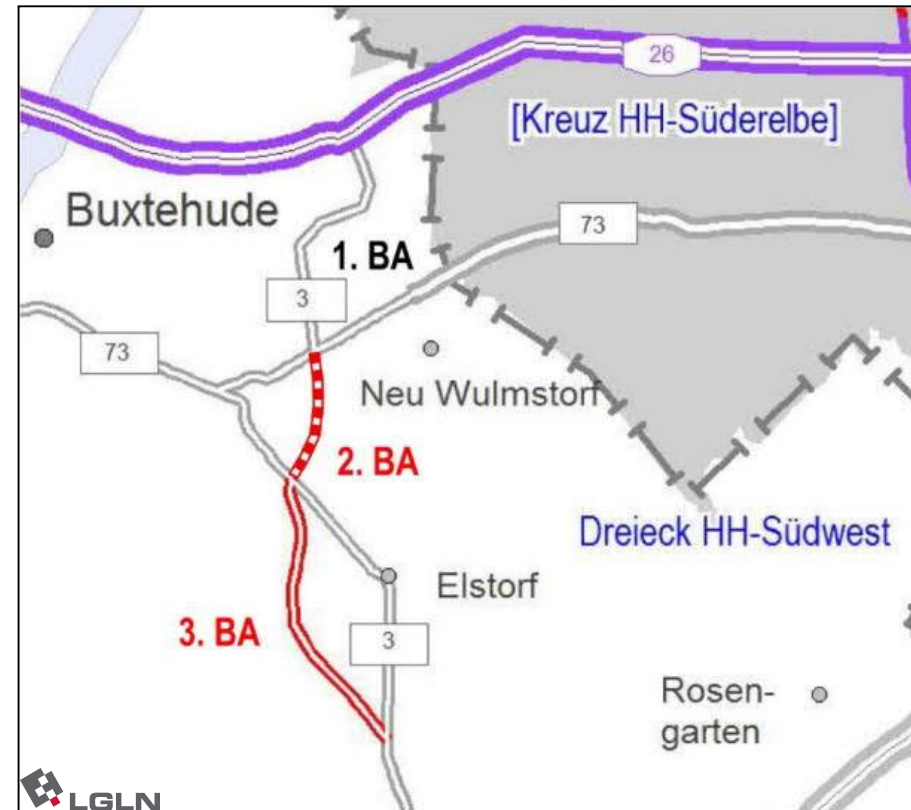 26
[Kreuz HH-Süderelbe]
Buxtehude
73
1. BA
3
73
Neu Wulmstorf
2. BA
Dreieck HH-Südwest
Elstorf
3. BA
3
Rosen-
garten
LGLN